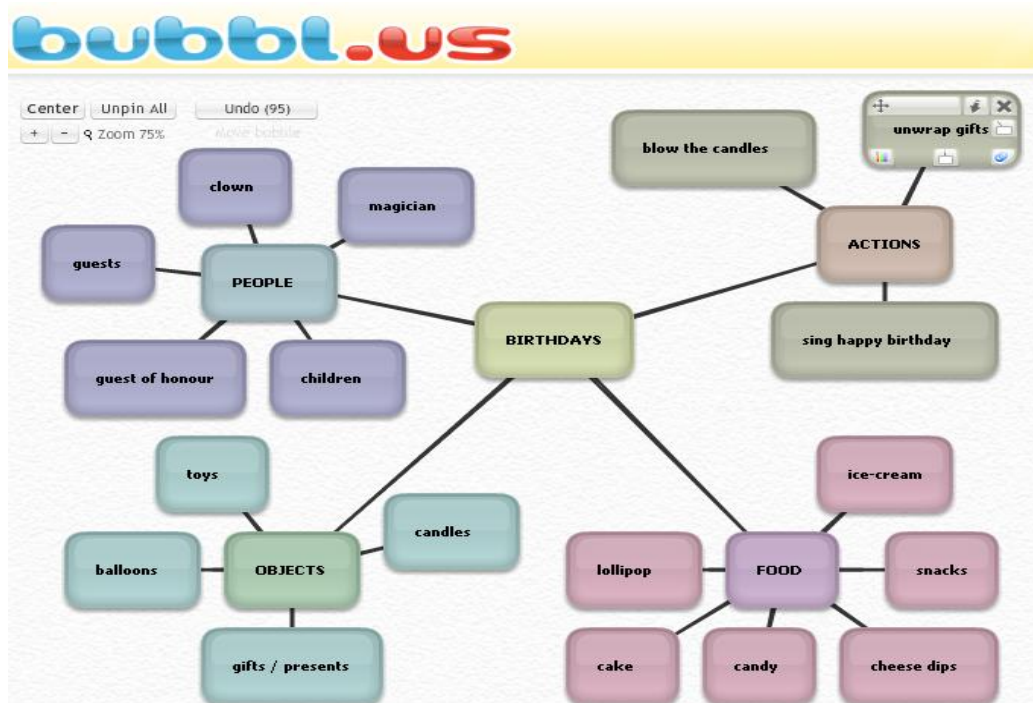 bubbl.us
Center Unpin All Undo (95)
+ - Zoom 75% Move bubble
unwrap gifts
blow the candles
clown
magician
ACTIONS
guests
PEOPLE
BIRTHDAYS
sing happy birthday
guest of honour
children
toys
ice-cream
candles
balloons
OBJECTS
lollipop
FOOD
snacks
gifts / presents
cake
candy
cheese dips